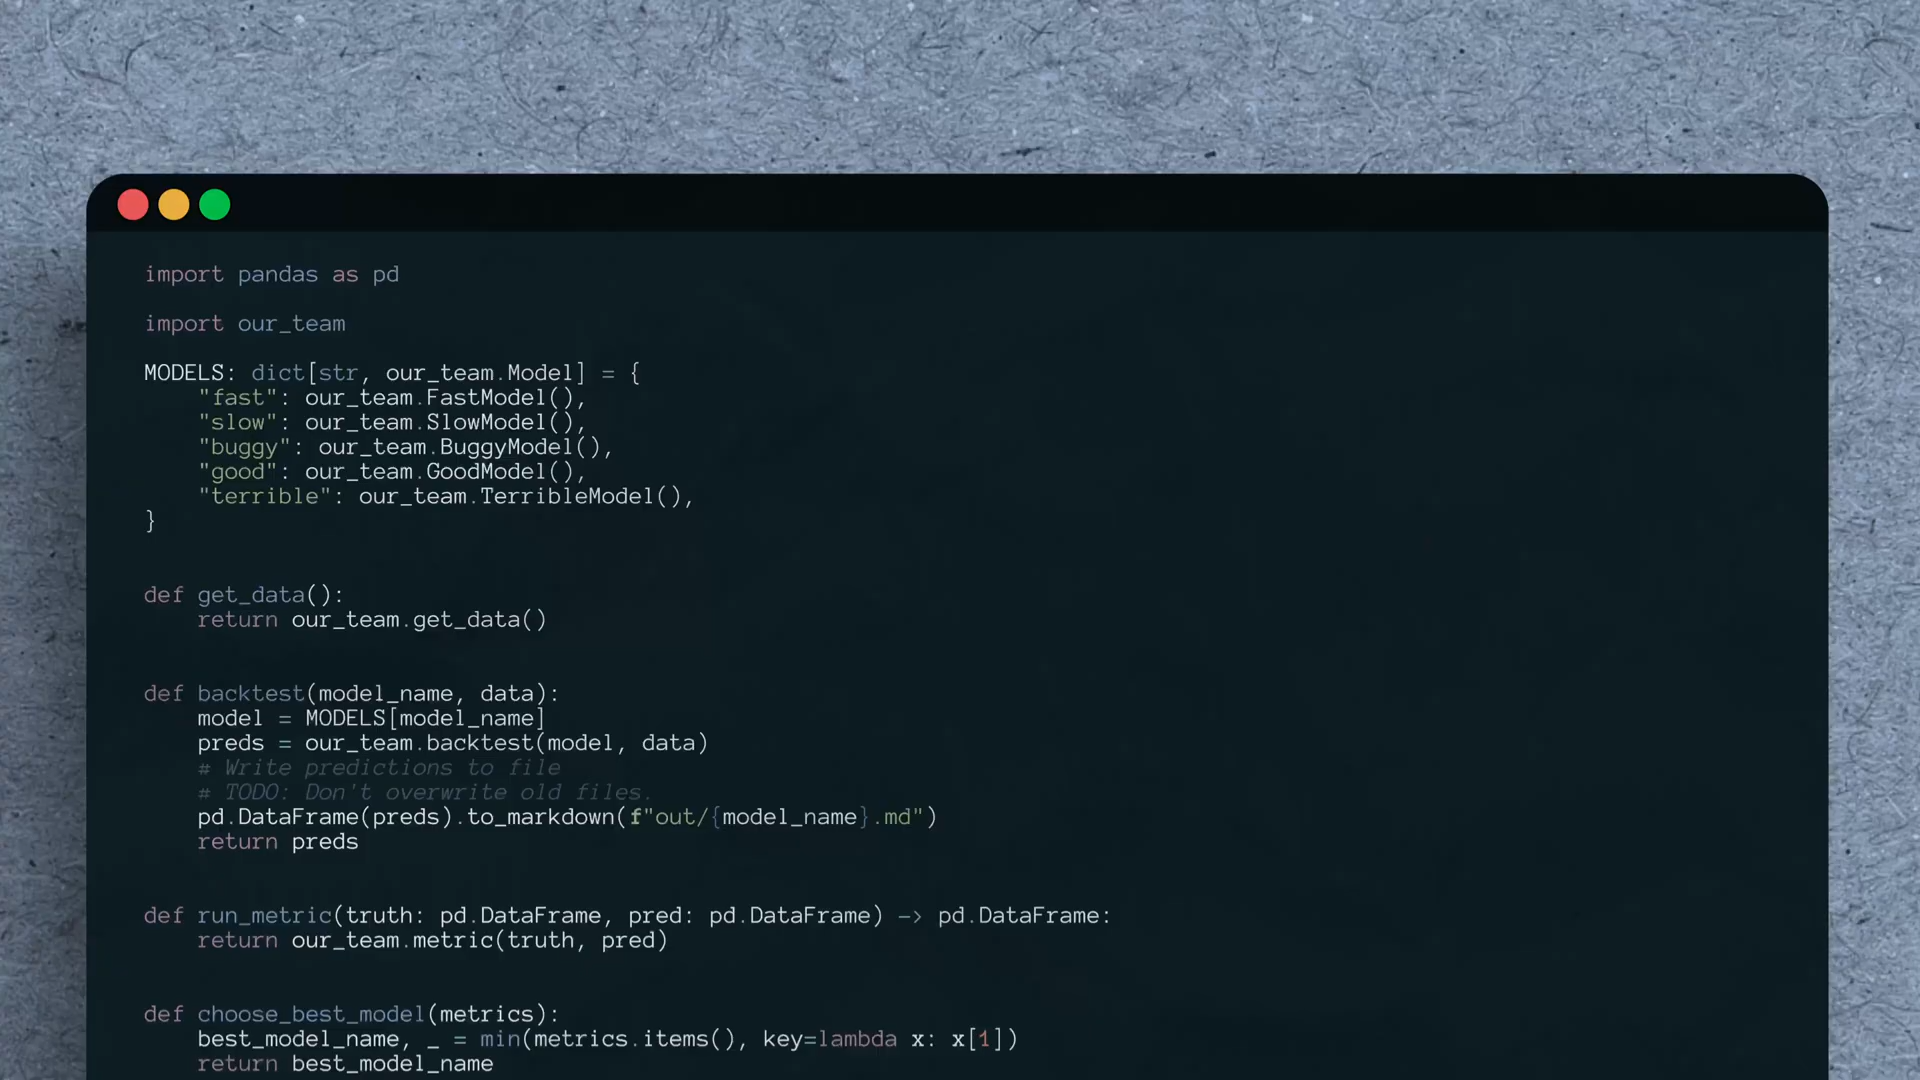 import pandas as pd
import our_team
MODELS: dict[str, our_team.Model] = {
    "fast": our_team.FastModel(),
    "slow": our_team.SlowModel(),
    "buggy": our_team.BuggyModel(),
    "good": our_team.GoodModel(),
    "terrible": our_team.TerribleModel(),
}
def get_data():
    return our_team.get_data()
def backtest(model_name, data):
    model = MODELS[model_name]
    preds = our_team.backtest(model, data)
    # Write predictions to file
    # TODO: Don't overwrite old files.
    pd.DataFrame(preds).to_markdown(f"out/{model_name}.md")
    return preds
def run_metric(truth: pd.DataFrame, pred: pd.DataFrame) -> pd.DataFrame:
    return our_team.metric(truth, pred)
def choose_best_model(metrics):
    best_model_name, _ = min(metrics.items(), key=lambda x: x[1])
    return best_model_name